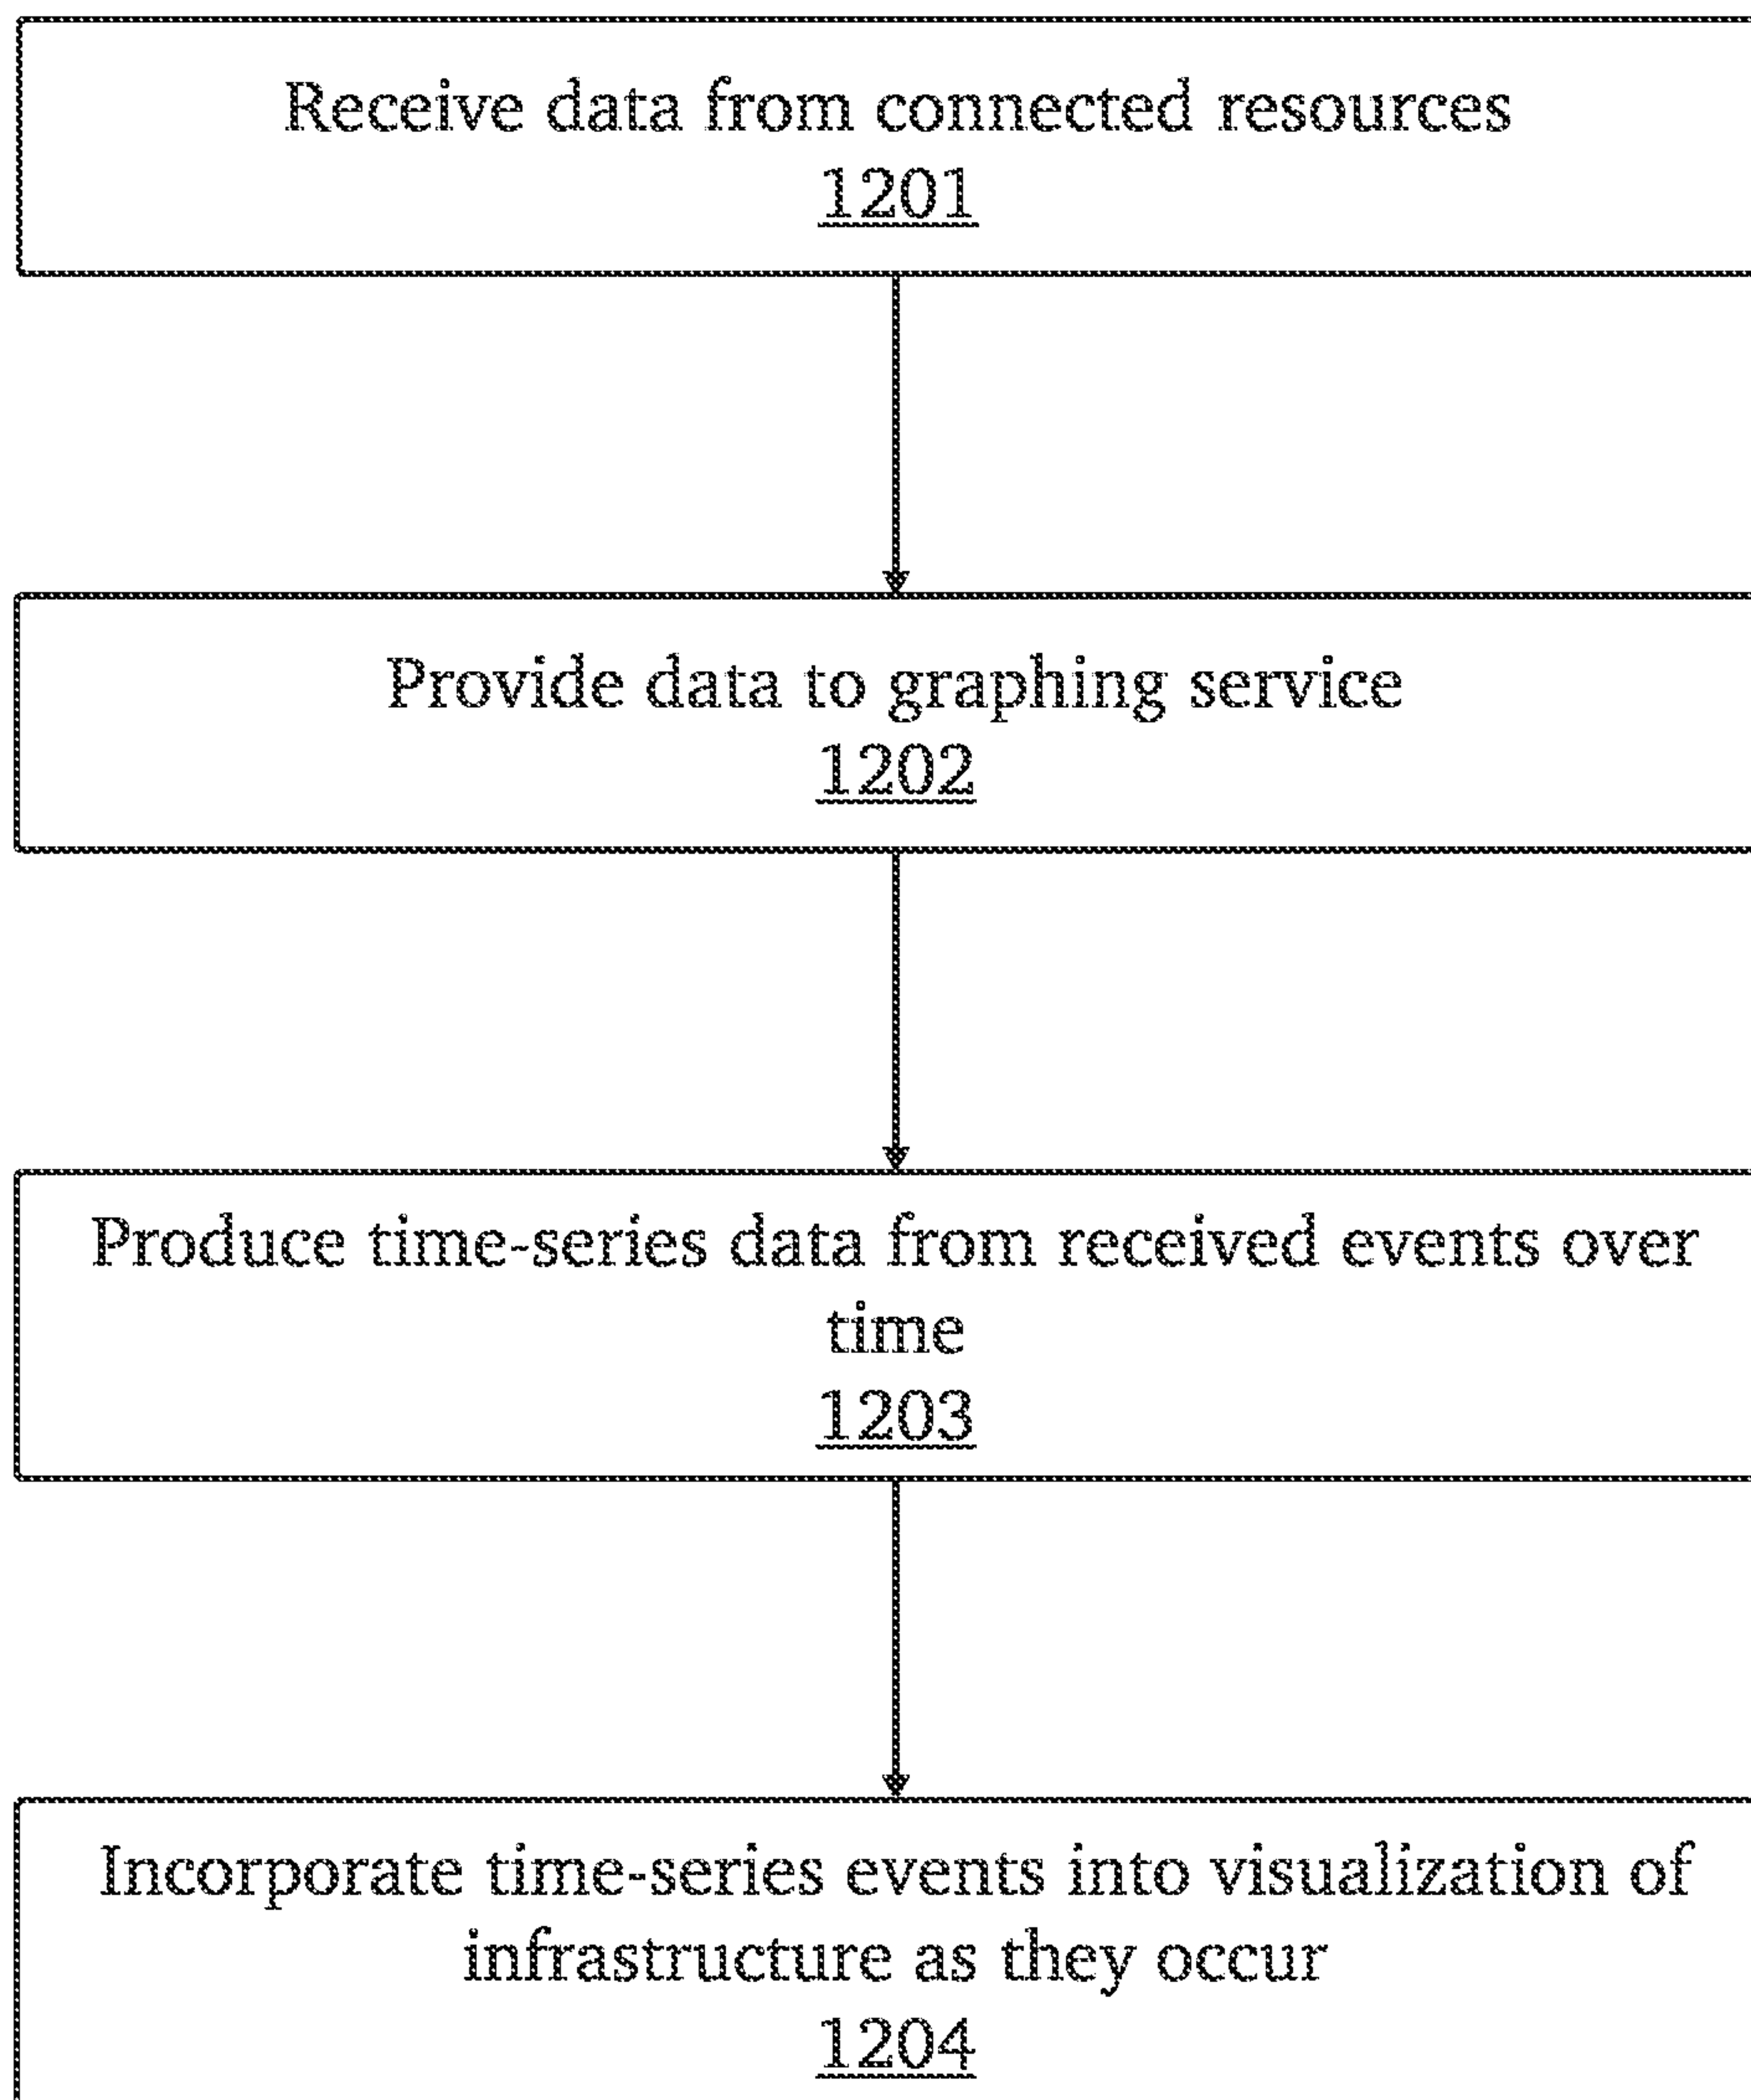 Receive data from connected resources
1201
Provide data to graphing service
1202
Produce time-series data from received events over
time
1203
Incorporate time-series events into visualization of
infrastructure as they occur
1204